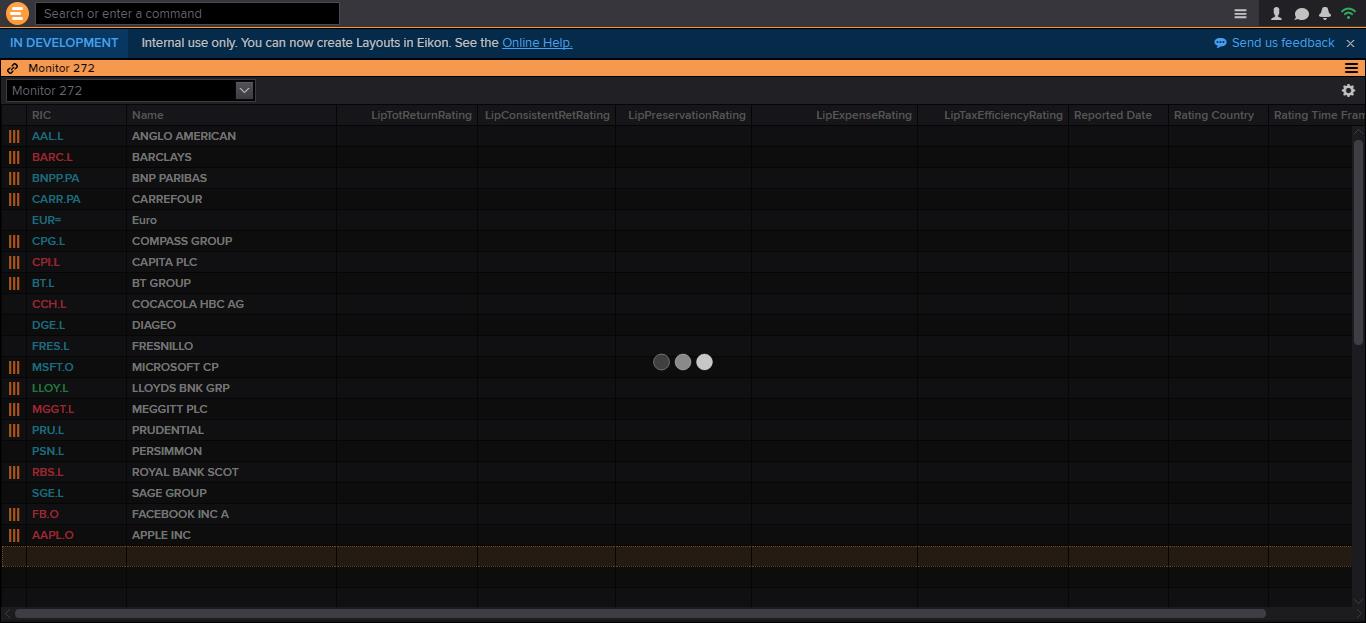 Search or enter a command
IN DEVELOPMENT Internal use only. You can now create Layouts in Eikon. See the Online Help. Send us feedback
Monitor 272
Monitor 272
RIC Name LipTotReturnRating LipConsistentRetRating LipPreservationRating LipExpenseRating LipTaxEfficiencyRating Reported Date Rating Country Rating Time Fram
AAL.L ANGLO AMERICAN
BARC.L BARCLAYS
BNPP.PA BNP PARIBAS
CARR.PA CARREFOUR
EUR= Euro
CPG.L COMPASS GROUP
CPI.L CAPITA PLC
BT.L BT GROUP
CCH.L COCACOLA HBC AG
DGE.L DIAGEO
FRES.L FRESNILLO
MSFT.O MICROSOFT CP
LLOY.L LLOYDS BNK GRP
MGGT.L MEGGITT PLC
PRU.L PRUDENTIAL
PSN.L PERSIMMON
RBS.L ROYAL BANK SCOT
SGE.L SAGE GROUP
FB.O FACEBOOK INC A
AAPL.O APPLE INC